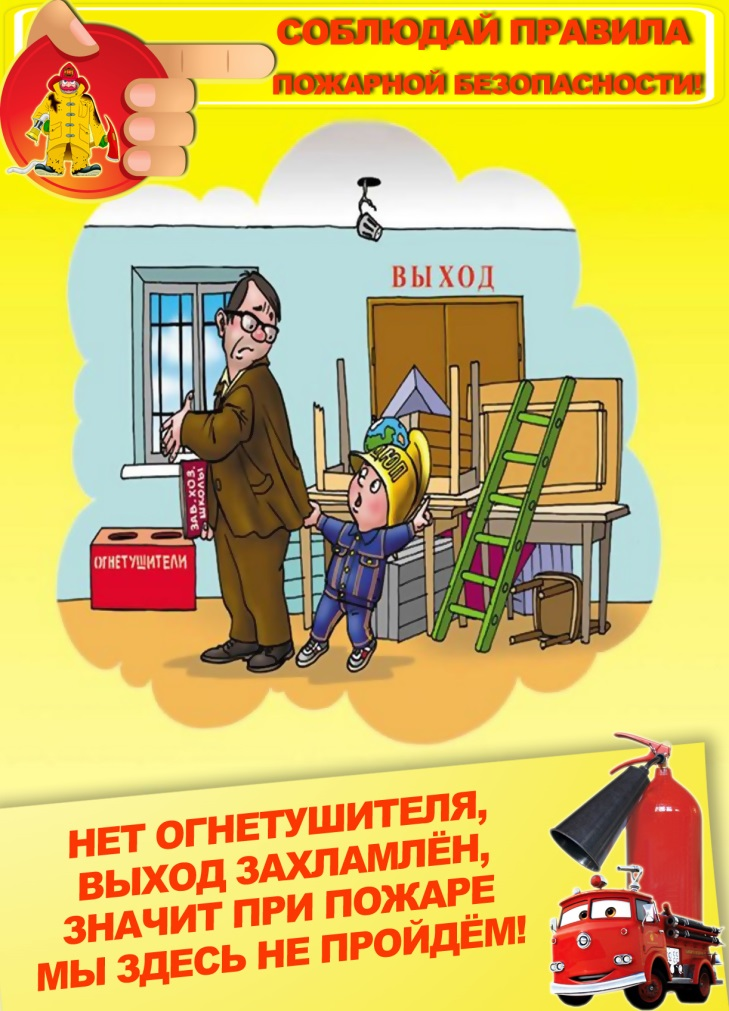 СОБЛЮДАЙ ПРАВИЛА
ПОЖАРНОЙ БЕЗОПАСНОСТИ!
ВЫХОД
ДЮП
ЗАВ. ХОЗ.
ШКОЛЫ
ОГНЕТУШИТЕЛИ
НЕТ ОГНЕТУШИТЕЛЯ,
ВЫХОД ЗАХЛАМЛЁН,
ЗНАЧИТ ПРИ ПОЖАРЕ
МЫ ЗДЕСЬ НЕ ПРОЙДЁМ!